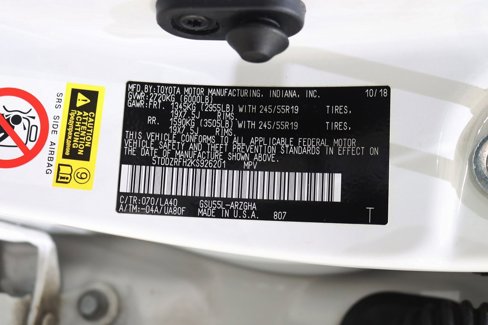 MFD.BY:TOYOTA MOTOR MANUFACTURING, INDIANA, INC. 10/18
GVWR:2720KG (6000LB)
GAWR:FRT. 1345KG (2955LB) WITH 245/55R19 TIRES,
19X7.5J RIMS,
RR. 1590KG (3505LB) WITH 245/55R19 TIRES,
19X7.5J RIMS.
THIS VEHICLE CONFORMS TO ALL APPLICABLE FEDERAL MOTOR
VEHICLE SAFETY AND THEFT PREVENTION STANDARDS IN EFFECT
ON THE DATE OF MANUFACTURE SHOWN ABOVE.
5TDDZRFH2KS926201 MPV
C/TR:070/LA40 GSU55L-ARZGHA
A/TM:-04A/UA80F MADE IN U.S.A. 807
T
SRS SIDE AIRBAG
CAUTION